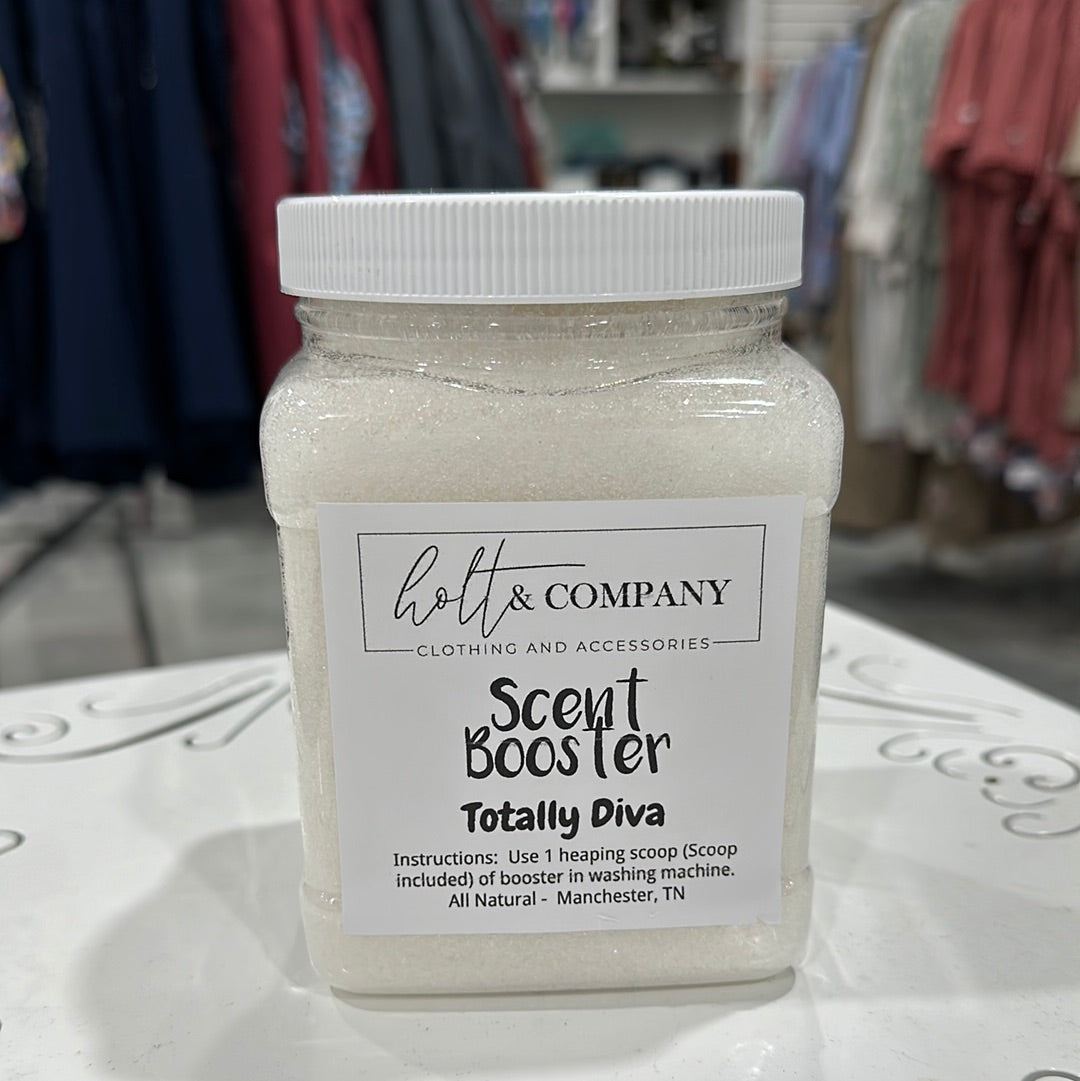 holt & COMPANY
CLOTHING AND ACCESSORIES
Scent
Booster
Totally Diva
Instructions: Use 1 heaping scoop (Scoop
included) of booster in washing machine.
All Natural - Manchester, TN